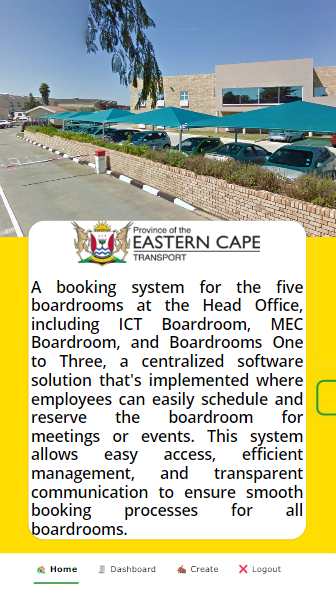 Province of the
EASTERN CAPE
TRANSPORT
A booking system for the five
boardrooms at the Head Office,
including ICT Boardroom, MEC
Boardroom, and Boardrooms One
to Three, a centralized software
solution that's implemented where
employees can easily schedule and
reserve the boardroom for
meetings or events. This system
allows easy access, efficient
management, and transparent
communication to ensure smooth
booking processes for all
boardrooms.
Home Dashboard Create Logout